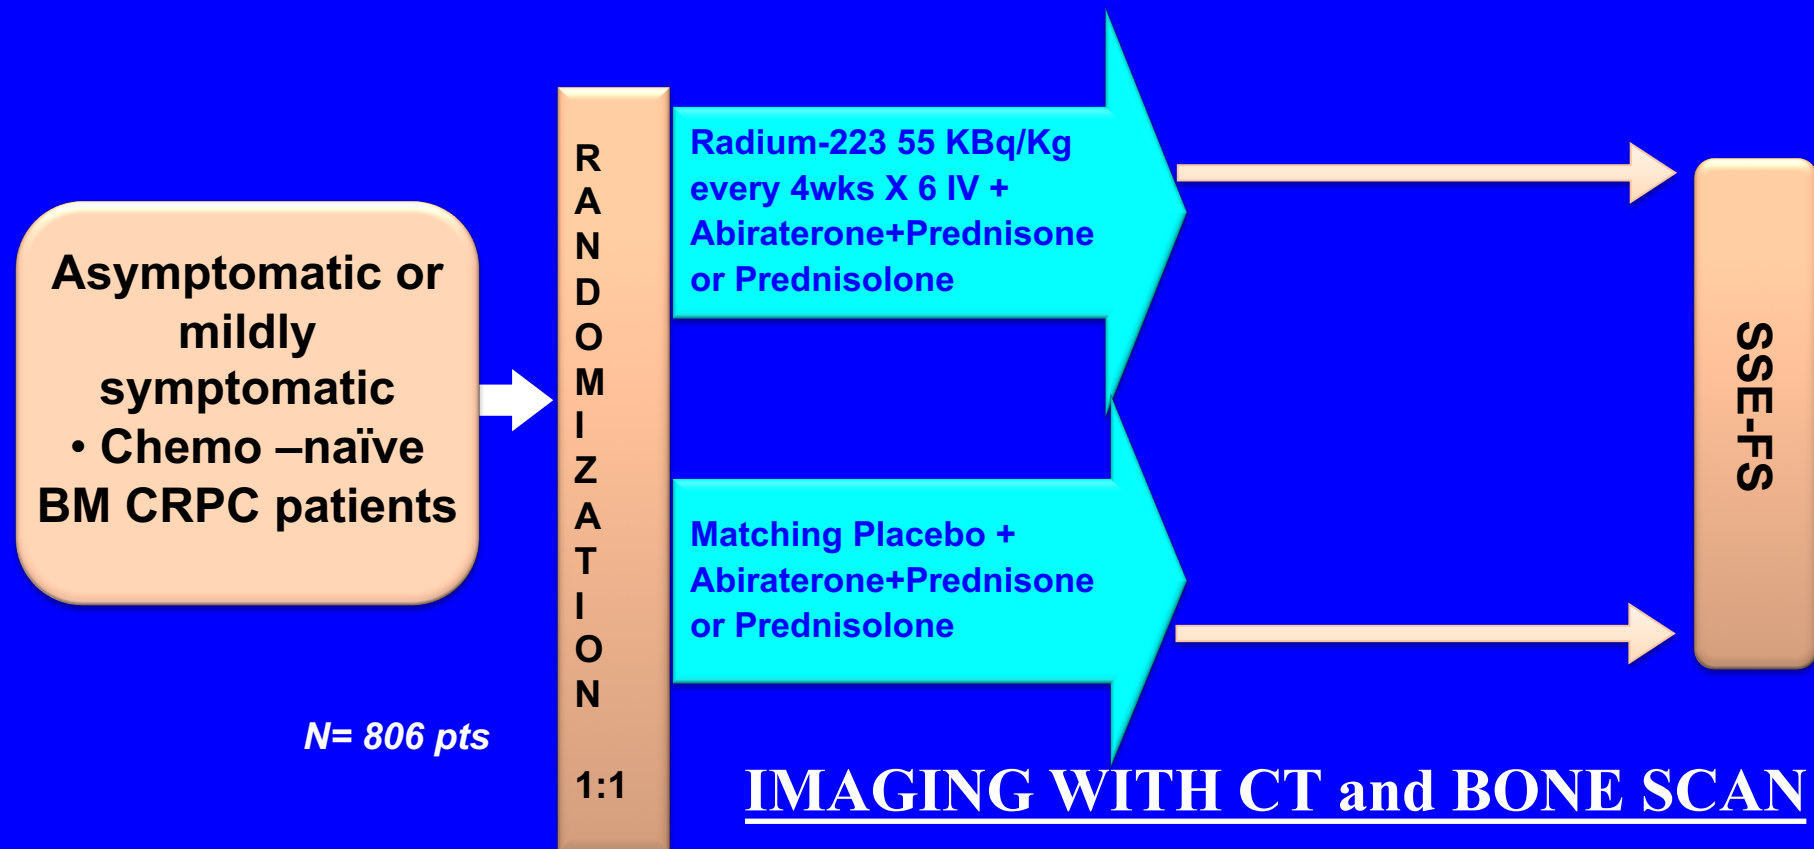 Asymptomatic or
mildly
symptomatic
• Chemo –naïve
BM CRPC patients
N= 806 pts
RANDOMIZATION
1:1
Radium-223 55 KBq/Kg
every 4wks X 6 IV +
Abiraterone+Prednisone
or Prednisolone
Matching Placebo +
Abiraterone+Prednisone
or Prednisolone
SSE-FS
IMAGING WITH CT and BONE SCAN